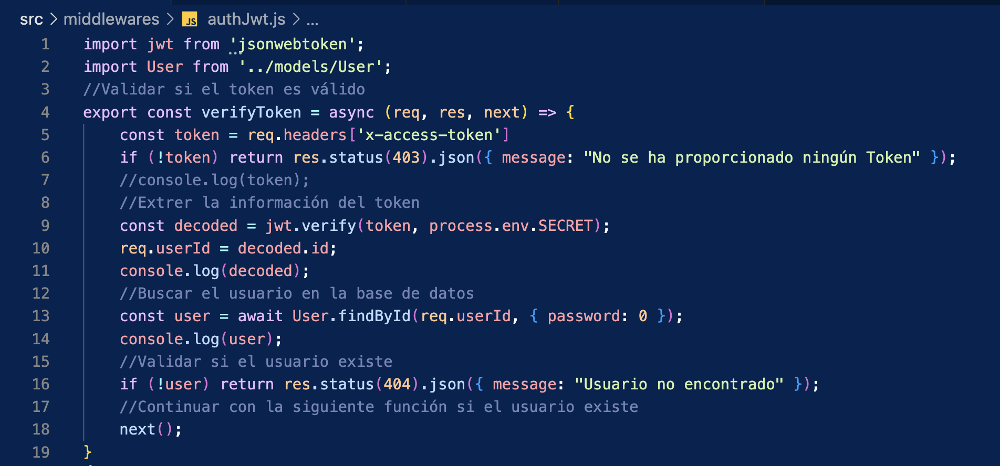 src > middlewares > JS authJwt.js > ...
1 import jwt from 'jsonwebtoken';
2 import User from '../models/User';
3 //Validar si el token es válido
4 export const verifyToken = async (req, res, next) => {
5 const token = req.headers['x-access-token']
6 if (!token) return res.status(403).json({ message: "No se ha proporcionado ningún Token" });
7 //console.log(token);
8 //Extrer la información del token
9 const decoded = jwt.verify(token, process.env.SECRET);
10 req.userId = decoded.id;
11 console.log(decoded);
12 //Buscar el usuario en la base de datos
13 const user = await User.findById(req.userId, { password: 0 });
14 console.log(user);
15 //Validar si el usuario existe
16 if (!user) return res.status(404).json({ message: "Usuario no encontrado" });
17 //Continuar con la siguiente función si el usuario existe
18 next();
19 }